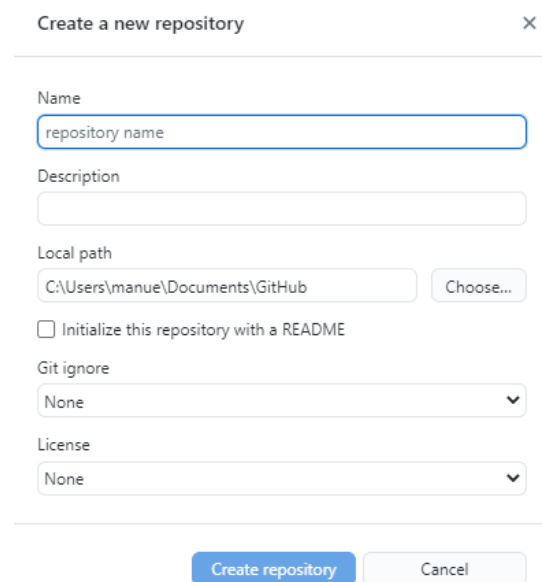 Create a new repository
Name
repository name
Description
Local path
C:\Users\manue\Documents\GitHub Choose...
Initialize this repository with a README
Git ignore
None
License
None
Create repository Cancel